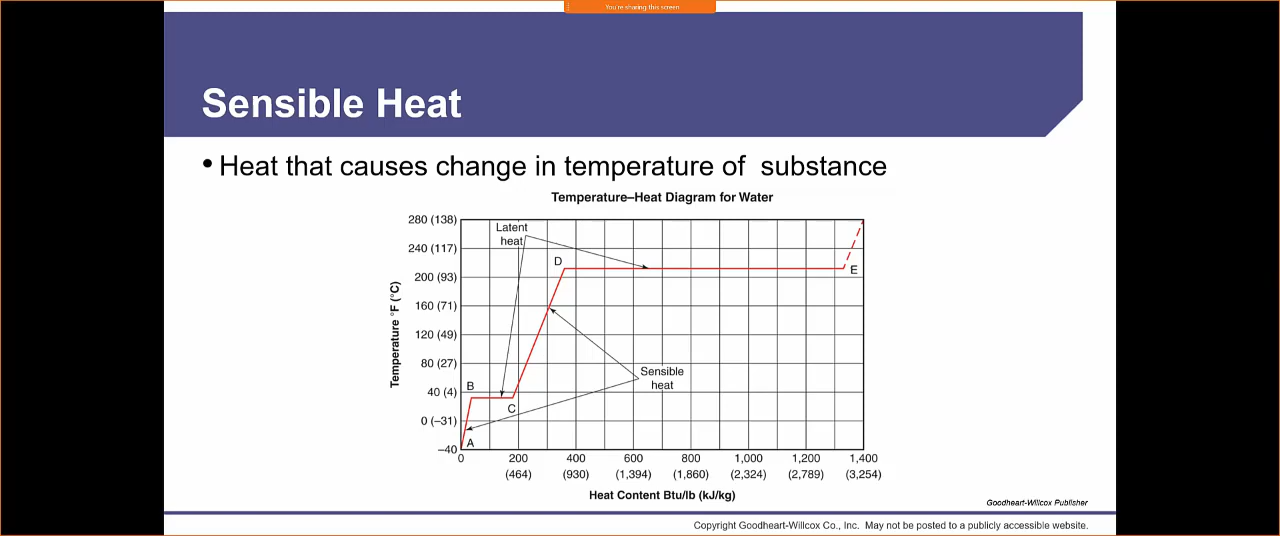 You're sharing this screen
Sensible Heat
• Heat that causes change in temperature of  substance
Temperature–Heat Diagram for Water
280 (138)
Latent
heat
240 (117)
D
E
200 (93)
160 (71)
120 (49)
80 (27)
Sensible
heat
B
40 (4)
C
0 (–31)
A
–40
Temperature °F (°C)
0 200 400 600 800 1,000 1,200 1,400
(464) (930) (1,394) (1,860) (2,324) (2,789) (3,254)
Heat Content Btu/lb (kJ/kg)
Goodheart-Willcox Publisher
Copyright Goodheart-Willcox Co., Inc.  May not be posted to a publicly accessible website.